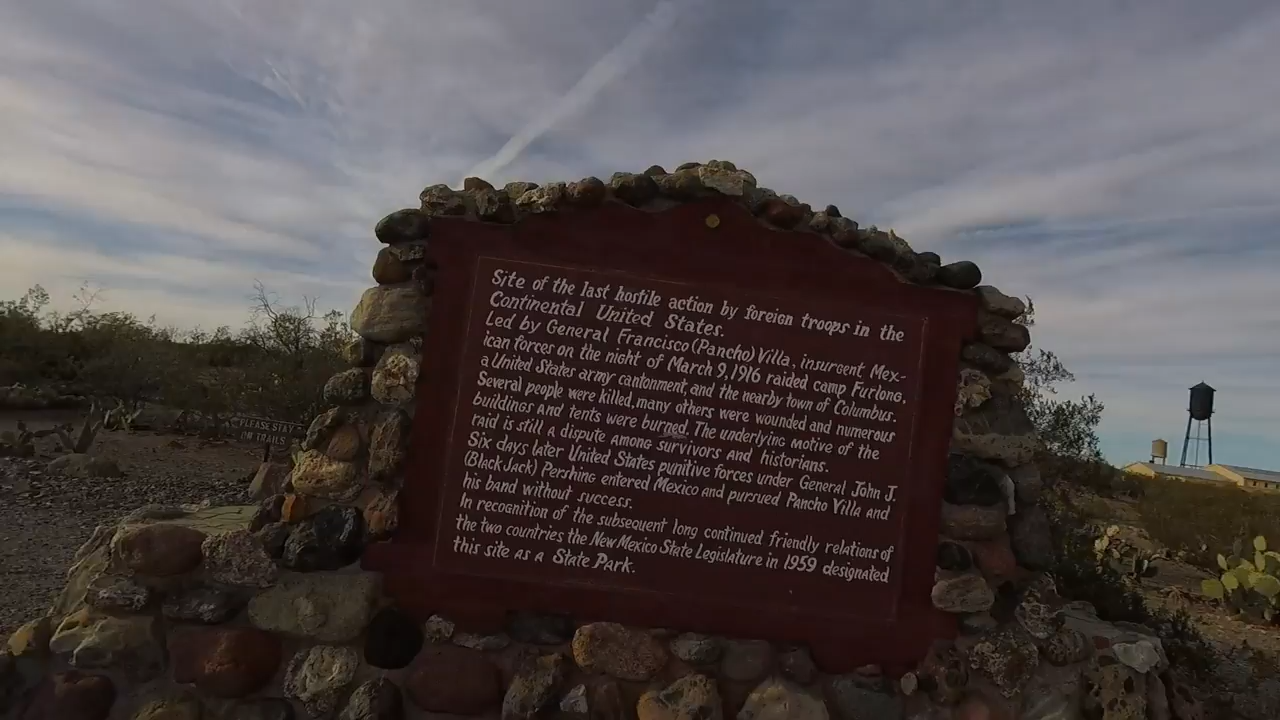 Site of the last hostile action by foreign troops in the
Continental United States.
Led by General Francisco (Pancho) Villa, insurgent Mex-
ican forces on the night of March 9, 1916 raided camp Furlong,
a United States army cantonment, and the nearby town of Columbus.
Several people were killed, many others were wounded and numerous
buildings and tents were burned. The underlying motive of the
raid is still a dispute among survivors and historians.
Six days later United States punitive forces under General John J.
(Black Jack) Pershing entered Mexico and pursued Pancho Villa and
his band without success.
In recognition of the subsequent long continued friendly relations of
the two countries the New Mexico State Legislature in 1959 designated
this site as a State Park.
PLEASE STAY
ON TRAILS